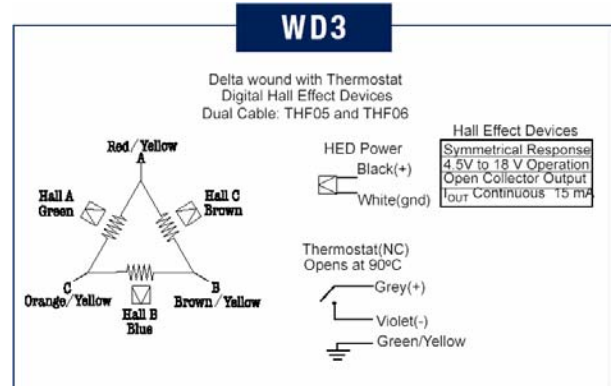 WD3
Delta wound with Thermostat
Digital Hall Effect Devices
Dual Cable: THF05 and THF06
Red/Yellow
A
Hall A
Green
Hall C
Brown
C
Orange/Yellow
Hall B
Blue
B
Brown/Yellow
HED Power
Black(+)
White(gnd)
Hall Effect Devices
Symmetrical Response
4.5V to 18 V Operation
Open Collector Output
IOUT Continuous 15 mA
Thermostat(NC)
Opens at 90ºC
Grey(+)
Violet(-)
Green/Yellow